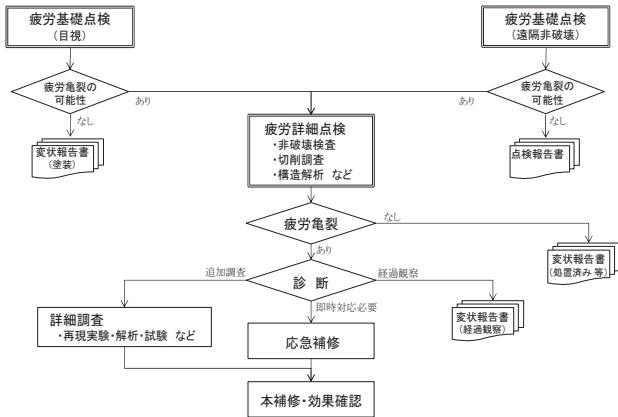 疲労基礎点検
(目視)
疲労基礎点検
(遠隔非破壊)
疲労亀裂の
可能性
あり
あり
疲労亀裂の
可能性
なし
なし
変状報告書
(塗装)
疲労詳細点検
・非破壊検査
・切削調査
・構造解析 など
点検報告書
疲労亀裂
なし
あり
変状報告書
(処置済み 等)
追加調査
診 断
経過観察
即時対応必要
詳細調査
・再現実験・解析・試験 など
応急補修
変状報告書
(経過観察)
本補修・効果確認